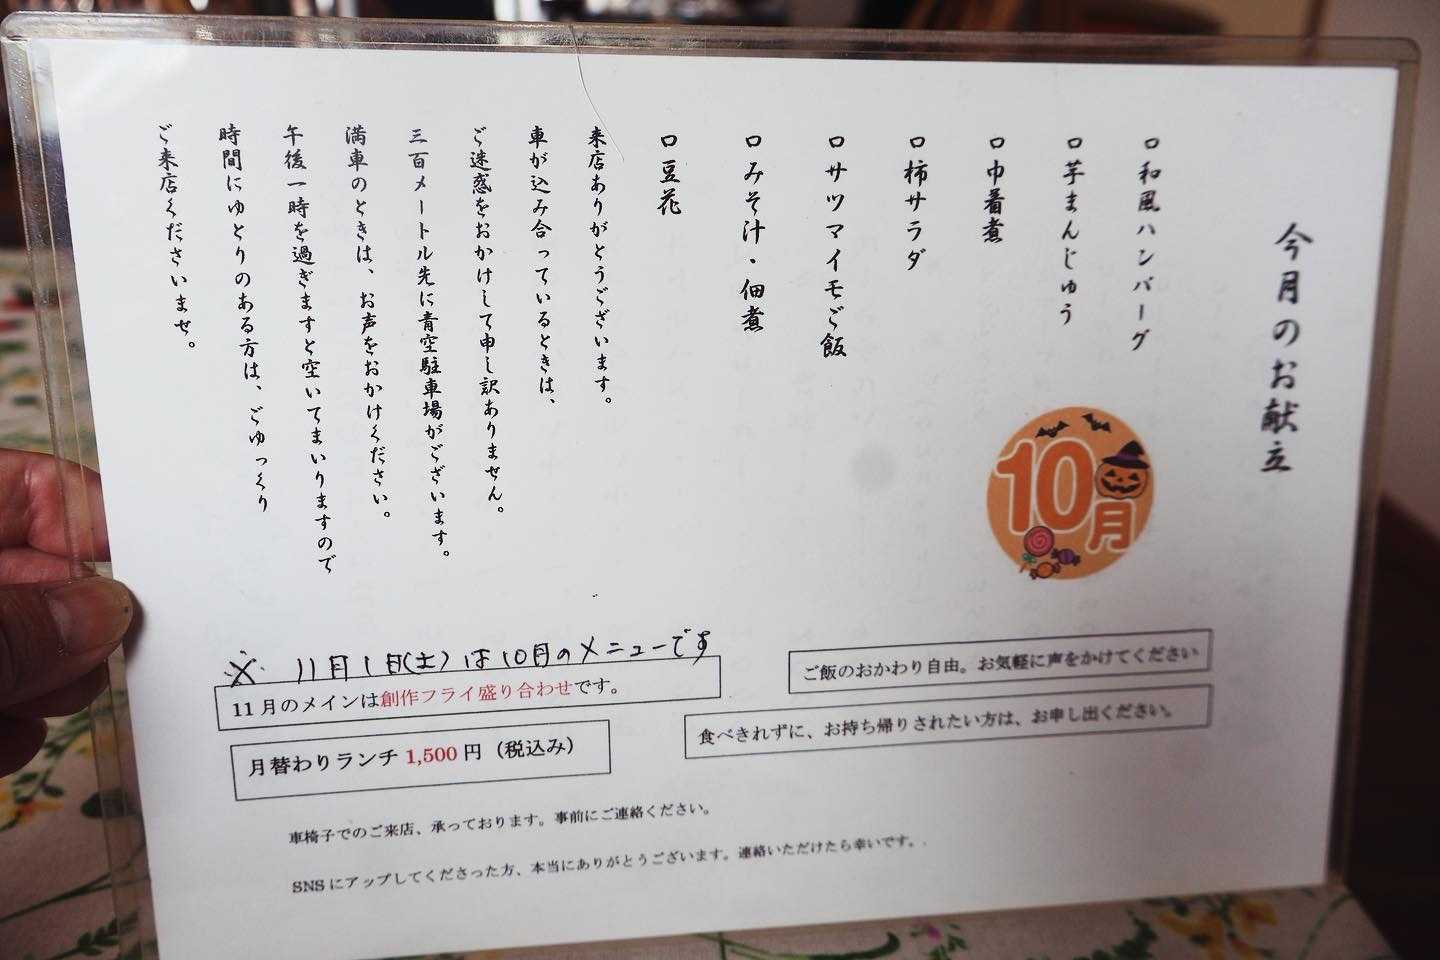 今月のお献立
ロ和風ハンバーグ
ロ芋まんじゅう
ロ巾着煮
ロ柿サラダ
ロサツマイモご飯
ロみそ汁・佃煮
ロ豆花
来店ありがとうございます。
車が込み合っているときは、
ご迷惑をおかけして申し訳ありません。
三百メートル先に青空駐車場がございます。
満車のときは、お声をおかけください。
午後一時を過ぎますと空いてまいりますので
時間にゆとりのある方は、ごゆっくり
ご来店くださいませ。
10月
※ 11月1日(土)は10月のメニューです
11月のメインは創作フライ盛り合わせです。
月替わりランチ 1,500円（税込み）
ご飯のおかわり自由。お気軽に声をかけてください
食べきれずに、お持ち帰りされたい方は、お申し出ください。
車椅子でのご来店、承っております。事前にご連絡ください。
SNSにアップしてくださった方、本当にありがとうございます。連絡いただけたら幸いです。